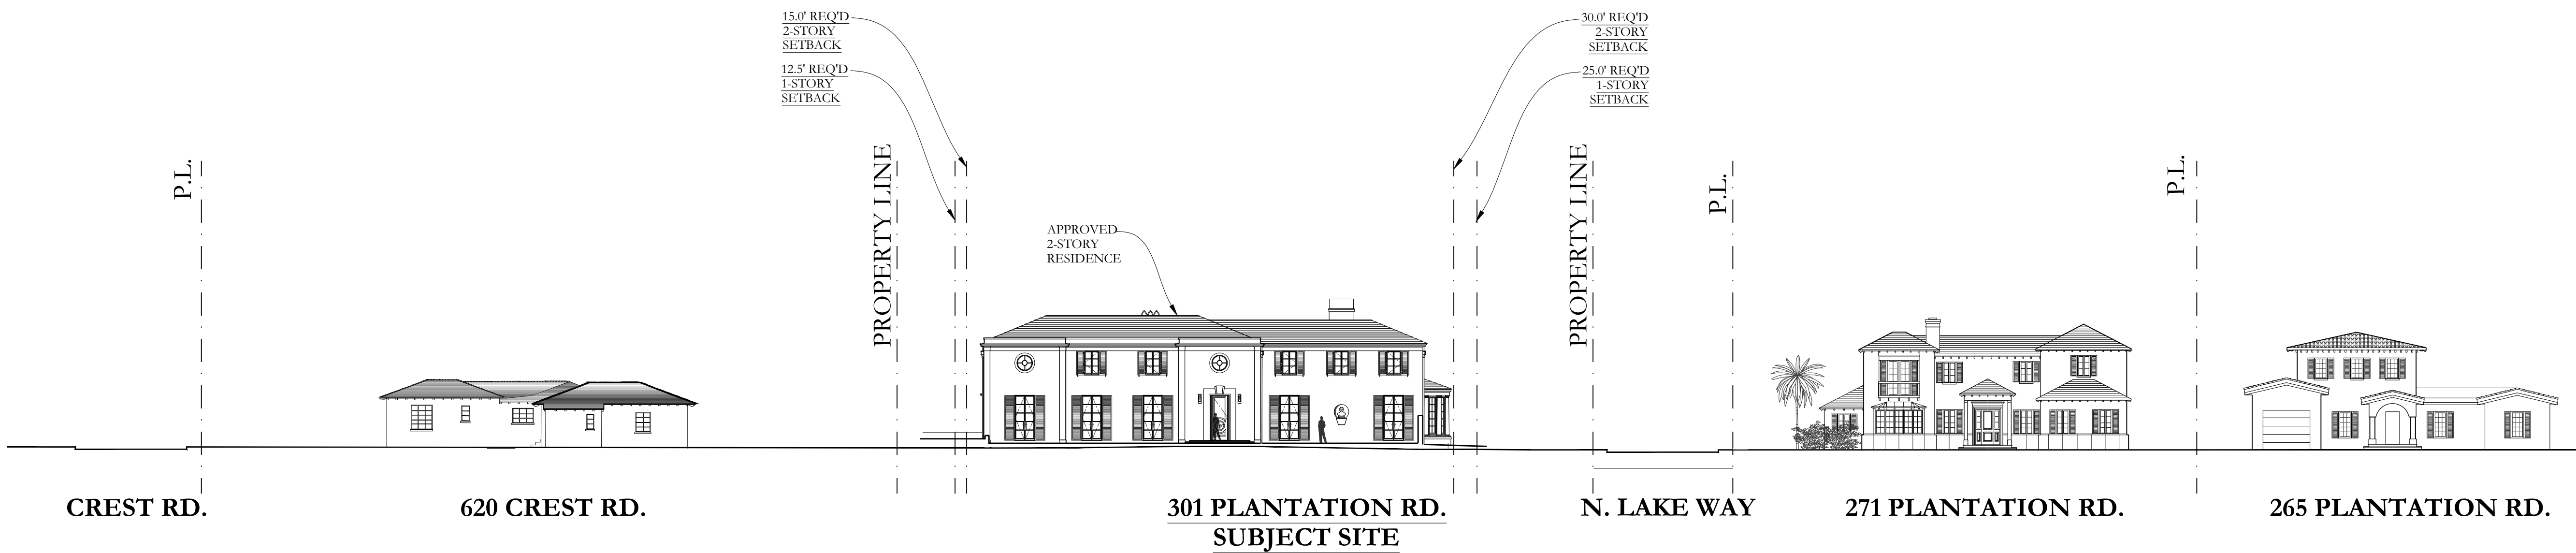 15.0' REQ'D
2-STORY
SETBACK
12.5' REQ'D
1-STORY
SETBACK
30.0' REQ'D
2-STORY
SETBACK
25.0' REQ'D
1-STORY
SETBACK
P.L.
PROPERTY LINE
APPROVED
2-STORY
RESIDENCE
PROPERTY LINE
P.L.
P.L.
CREST RD.
620 CREST RD.
301 PLANTATION RD.
SUBJECT SITE
N. LAKE WAY
271 PLANTATION RD.
265 PLANTATION RD.